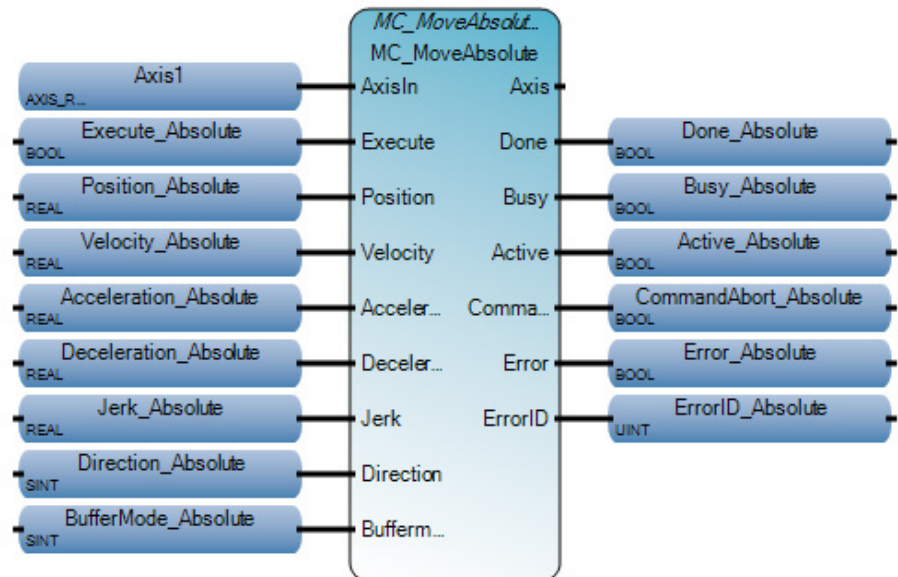 MC_MoveAbsolut...
MC_MoveAbsolute
Axis1
AXIS_R...
AxisIn
Axis
Execute_Absolute
BOOL
Execute
Done
Done_Absolute
BOOL
Position_Absolute
REAL
Position
Busy
Busy_Absolute
BOOL
Velocity_Absolute
REAL
Velocity
Active
Active_Absolute
BOOL
Acceleration_Absolute
REAL
Acceler...
Comma...
CommandAbort_Absolute
BOOL
Deceleration_Absolute
REAL
Deceler...
Error
Error_Absolute
BOOL
Jerk_Absolute
REAL
Jerk
ErrorID
ErrorID_Absolute
UINT
Direction_Absolute
SINT
Direction
BufferMode_Absolute
SINT
Bufferm...